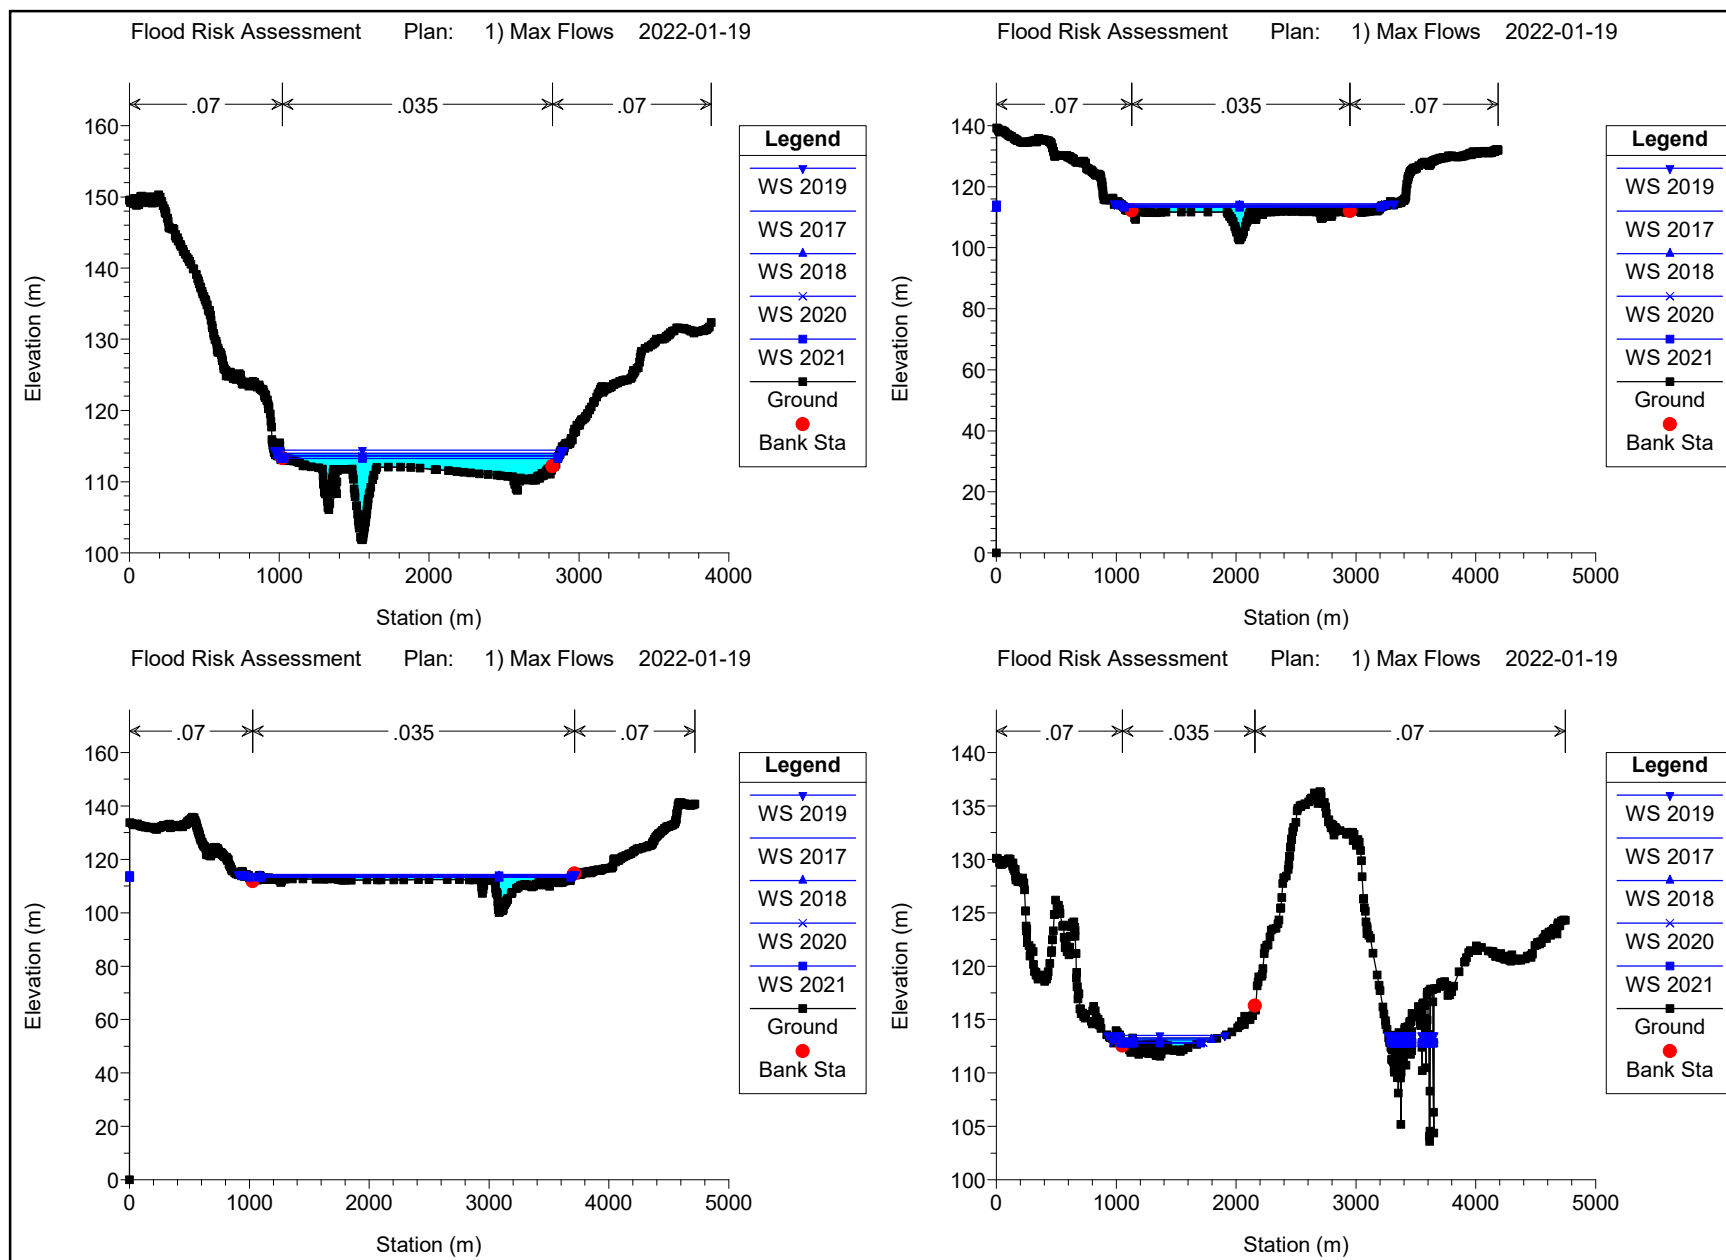 Flood Risk Assessment Plan: 1) Max Flows 2022-01-19
.07 .035 .07
160
150
140
130
120
110
100
Elevation (m)
0 1000 2000 3000 4000
Station (m)
Legend
WS 2019
WS 2017
WS 2018
WS 2020
WS 2021
Ground
Bank Sta
Flood Risk Assessment Plan: 1) Max Flows 2022-01-19
.07 .035 .07
140
120
100
80
60
40
20
0
Elevation (m)
0 1000 2000 3000 4000 5000
Station (m)
Legend
WS 2019
WS 2017
WS 2018
WS 2020
WS 2021
Ground
Bank Sta
Flood Risk Assessment Plan: 1) Max Flows 2022-01-19
.07 .035 .07
160
140
120
100
80
60
40
20
0
Elevation (m)
0 1000 2000 3000 4000 5000
Station (m)
Legend
WS 2019
WS 2017
WS 2018
WS 2020
WS 2021
Ground
Bank Sta
Flood Risk Assessment Plan: 1) Max Flows 2022-01-19
.07 .035 .07
140
135
130
125
120
115
110
105
100
Elevation (m)
0 1000 2000 3000 4000 5000
Station (m)
Legend
WS 2019
WS 2017
WS 2018
WS 2020
WS 2021
Ground
Bank Sta